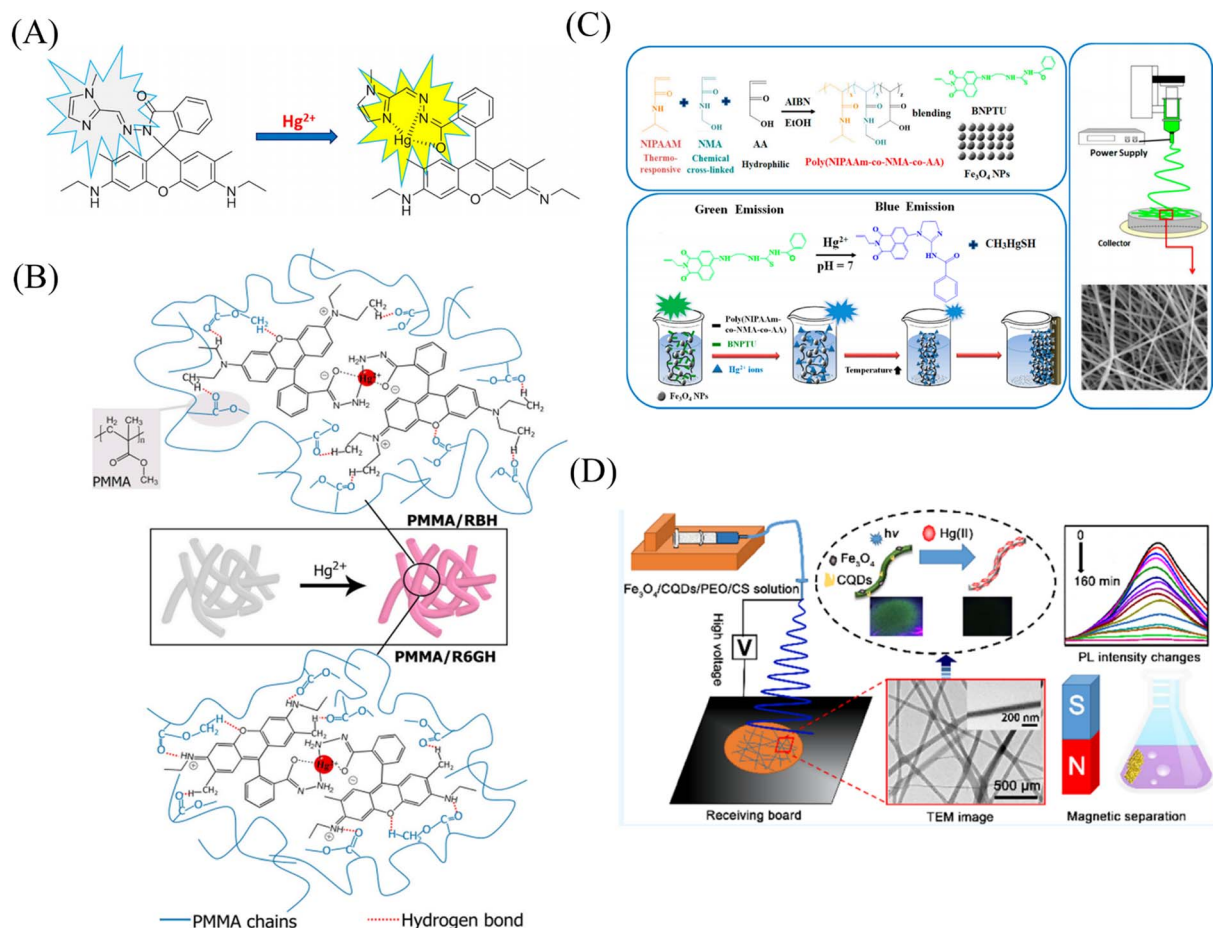 (A)
N
N
N
O
N
N
O
NH
HN
Hg²⁺
N
N
N
N
Hg
O
O
NH
N
(B)
PMMA
PMMA/RBH
Hg²⁺
PMMA/R6GH
PMMA chains
Hydrogen bond
(C)
NIPAAM
Thermo-
responsive
NMA
Chemical
cross-linked
AA
Hydrophilic
AIBN
EtOH
Poly(NIPAAm-co-NMA-co-AA)
blending
BNPTU
Fe₃O₄ NPs
Power Supply
Collector
Green Emission
Blue Emission
Hg²⁺
pH = 7
CH3HgSH
Poly(NIPAAm-
co-NMA-co-AA)
BNPTU
Hg²⁺ ions
Temperature
Fe₃O₄ NPs
(D)
Fe₃O₄/CQDs/PEO/CS solution
High voltage
V
Receiving board
hν
Hg(II)
Fe₃O₄
CQDs
200 nm
500 μm
TEM image
0
160 min
PL intensity changes
S
N
Magnetic separation